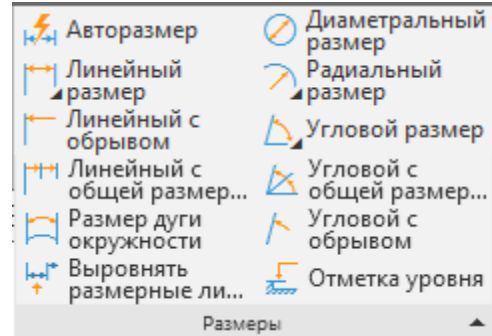 Авторазмер
Линейный
размер
Линейный с
обрывом
Линейный с
общей размер...
Размер дуги
окружности
Выровнять
размерные ли...
Диаметральный
размер
Радиальный
размер
Угловой размер
Угловой с
общей размер...
Угловой с
обрывом
Отметка уровня
Размеры